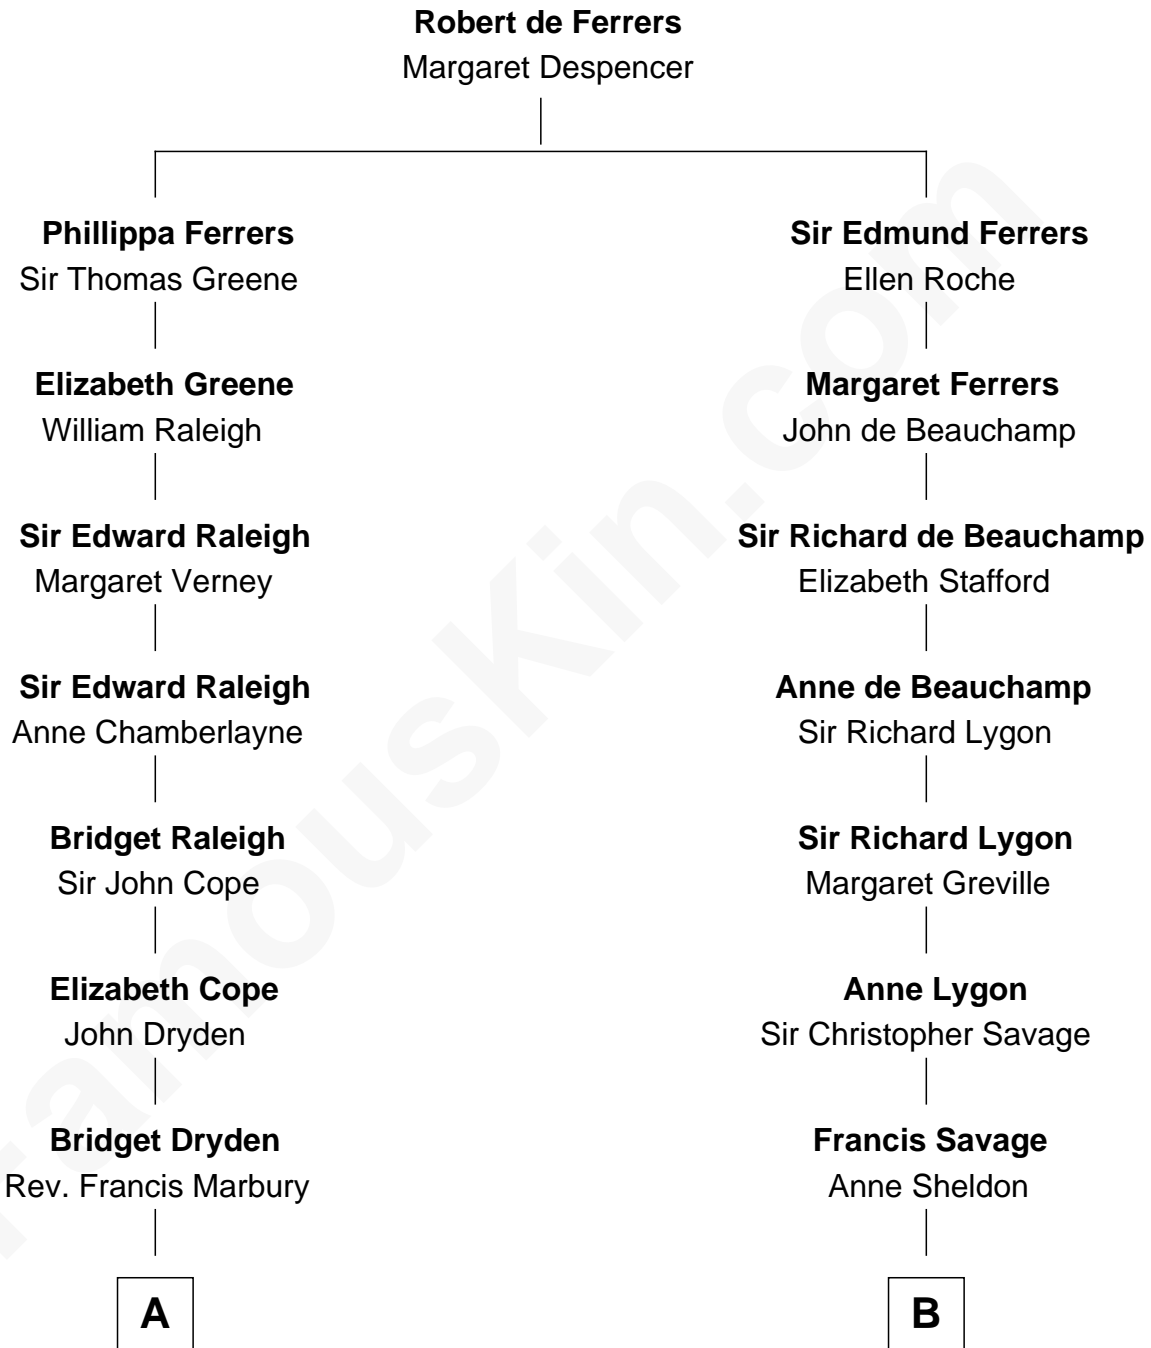 Robert de Ferrers
Margaret Despencer
Phillippa Ferrers
Sir Thomas Greene
Elizabeth Greene
William Raleigh
Sir Edward Raleigh
Margaret Verney
Sir Edward Raleigh
Anne Chamberlayne
Bridget Raleigh
Sir John Cope
Elizabeth Cope
John Dryden
Bridget Dryden
Rev. Francis Marbury
A
Sir Edmund Ferrers
Ellen Roche
Margaret Ferrers
John de Beauchamp
Sir Richard de Beauchamp
Elizabeth Stafford
Anne de Beauchamp
Sir Richard Lygon
Sir Richard Lygon
Margaret Greville
Anne Lygon
Sir Christopher Savage
Francis Savage
Anne Sheldon
B
FamousKin.com